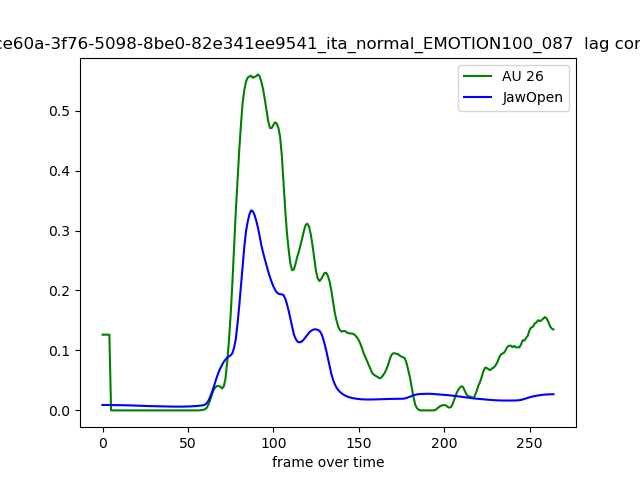 ce60a-3f76-5098-8be0-82e341ee9541_ita_normal_EMOTION100_087 lag cor
AU 26
JawOpen
0.5
0.4
0.3
0.2
0.1
0.0
0 50 100 150 200 250
frame over time